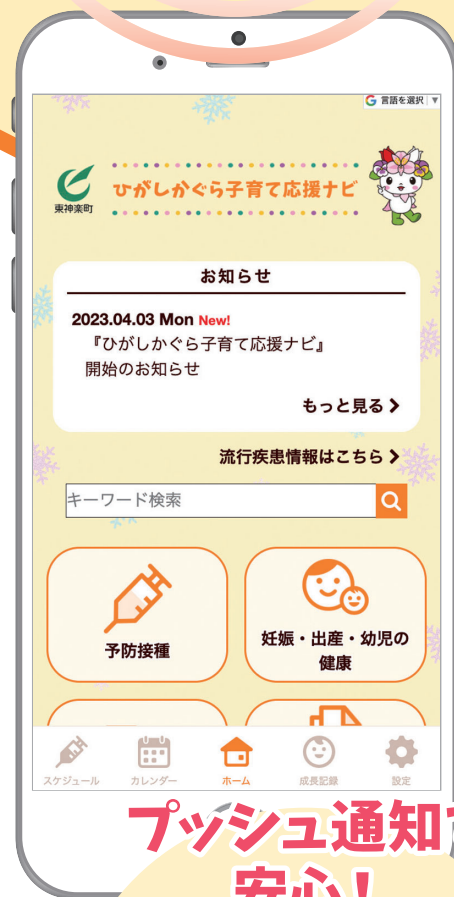 言語を選択
東神楽町
ひがしかぐら子育て応援ナビ
お知らせ
2023.04.03 Mon New!
『ひがしかぐら子育て応援ナビ』
開始のお知らせ
もっと見る
流行疾患情報はこちら
キーワード検索
予防接種
妊娠・出産・幼児の
健康
スケジュール
カレンダー
ホーム
成長記録
設定
プッシュ通知で
安心!